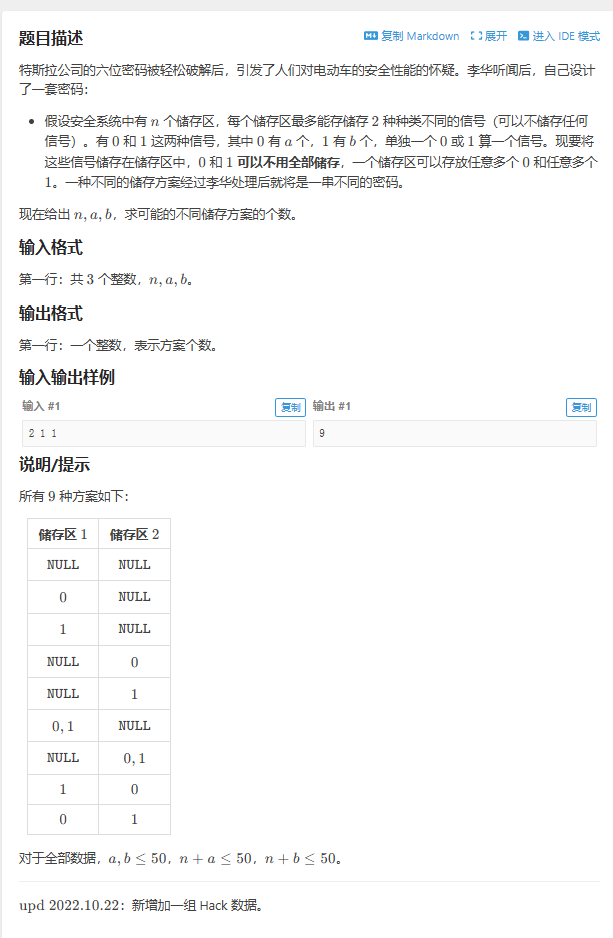 题目描述
复制 Markdown 展开 进入 IDE 模式
特斯拉公司的六位密码被轻松破解后，引发了人们对电动车的安全性能的怀疑。李华听闻后，自己设计
了一套密码：
• 假设安全系统中有 n 个储存区，每个储存区最多能存储 2 种种类不同的信号（可以不储存任何
信号）。有 0 和 1 这两种信号，其中 0 有 a 个，1 有 b 个，单独一个 0 或 1 算一个信号。现要将
这些信号储存在储存区中，0 和 1 可以不用全部储存，一个储存区可以存放任意多个 0 和任意多个
1。一种不同的储存方案经过李华处理后就将是一串不同的密码。
现在给出 n, a, b，求可能的不同储存方案的个数。
输入格式
第一行：共 3 个整数，n, a, b。
输出格式
第一行：一个整数，表示方案个数。
输入输出样例
输入 #1 复制 输出 #1 复制
2 1 1 9
说明/提示
所有 9 种方案如下：
储存区 1 储存区 2
NULL NULL
0 NULL
1 NULL
NULL 0
NULL 1
0, 1 NULL
NULL 0, 1
1 0
0 1
对于全部数据，a, b ≤ 50，n + a ≤ 50，n + b ≤ 50。
upd 2022.10.22：新增加一组 Hack 数据。